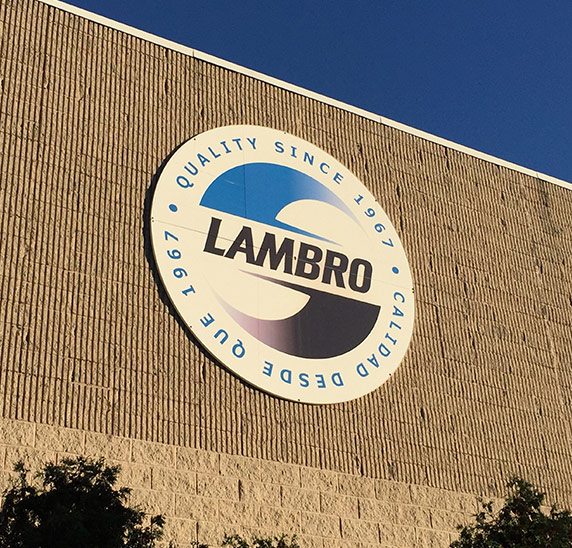 QUALITY SINCE 1967
LAMBRO
CALIDAD DESDE QUE 1967